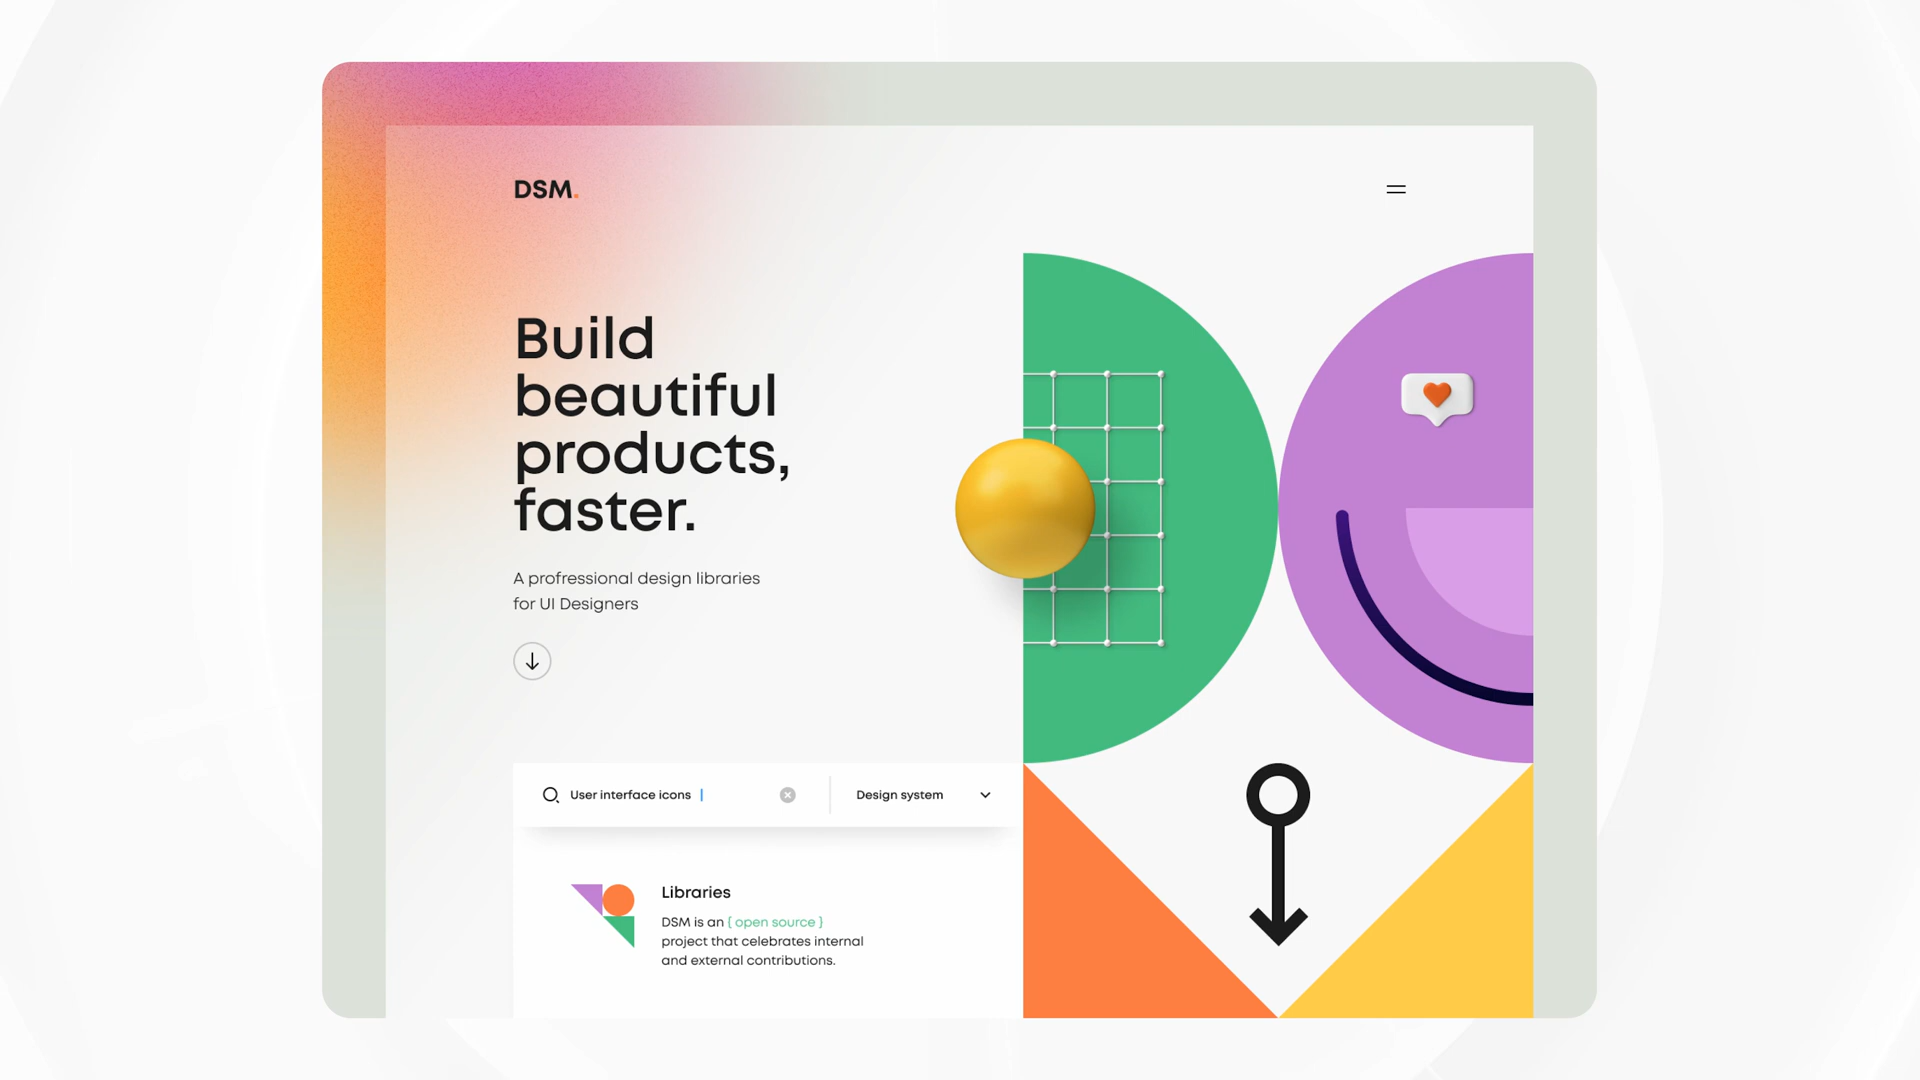 DSM.
Build
beautiful
products,
faster.
A profressional design libraries
for UI Designers
User interface icons
Design system
Libraries
DSM is an { open source }
project that celebrates internal
and external contributions.